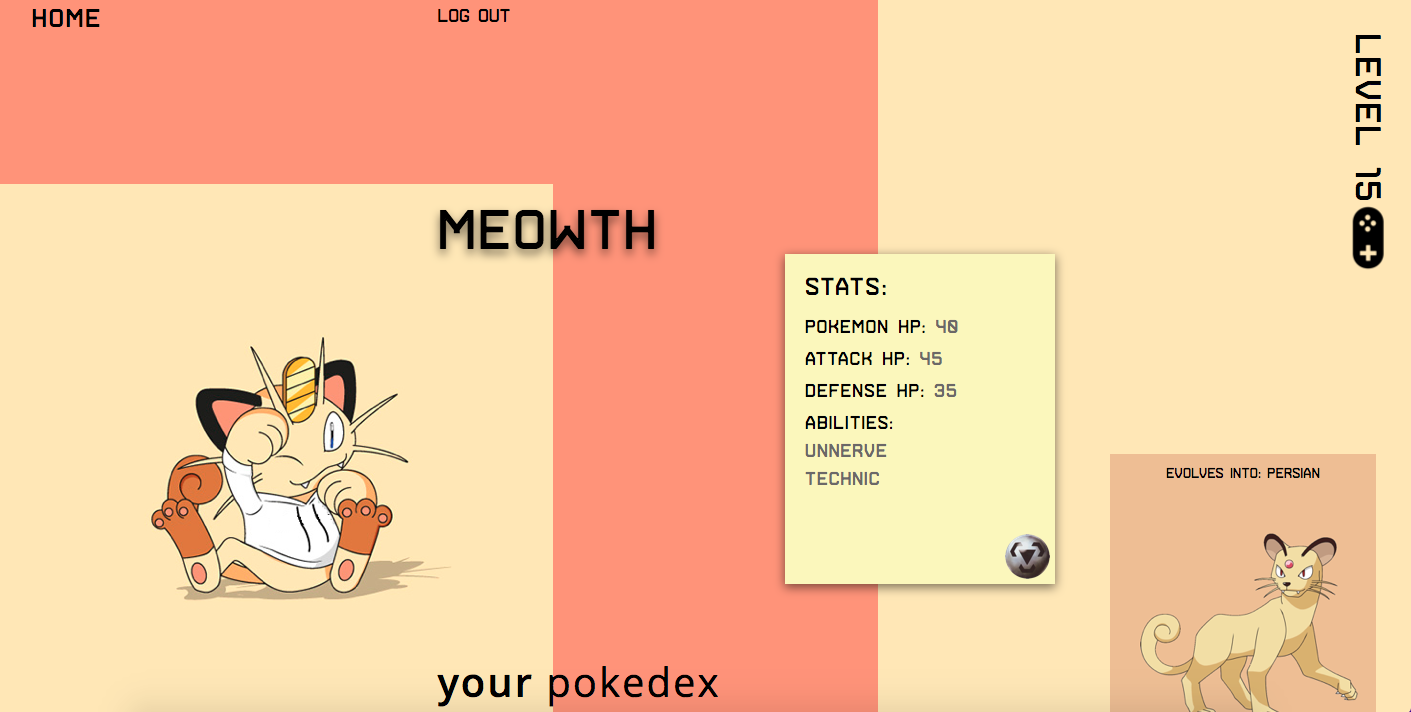 HOME
LOG OUT
LEVEL 15
MEOWTH
STATS:
POKEMON HP: 40
ATTACK HP: 45
DEFENSE HP: 35
ABILITIES:
UNNERVE
TECHNIC
EVOLVES INTO: PERSIAN
your pokedex